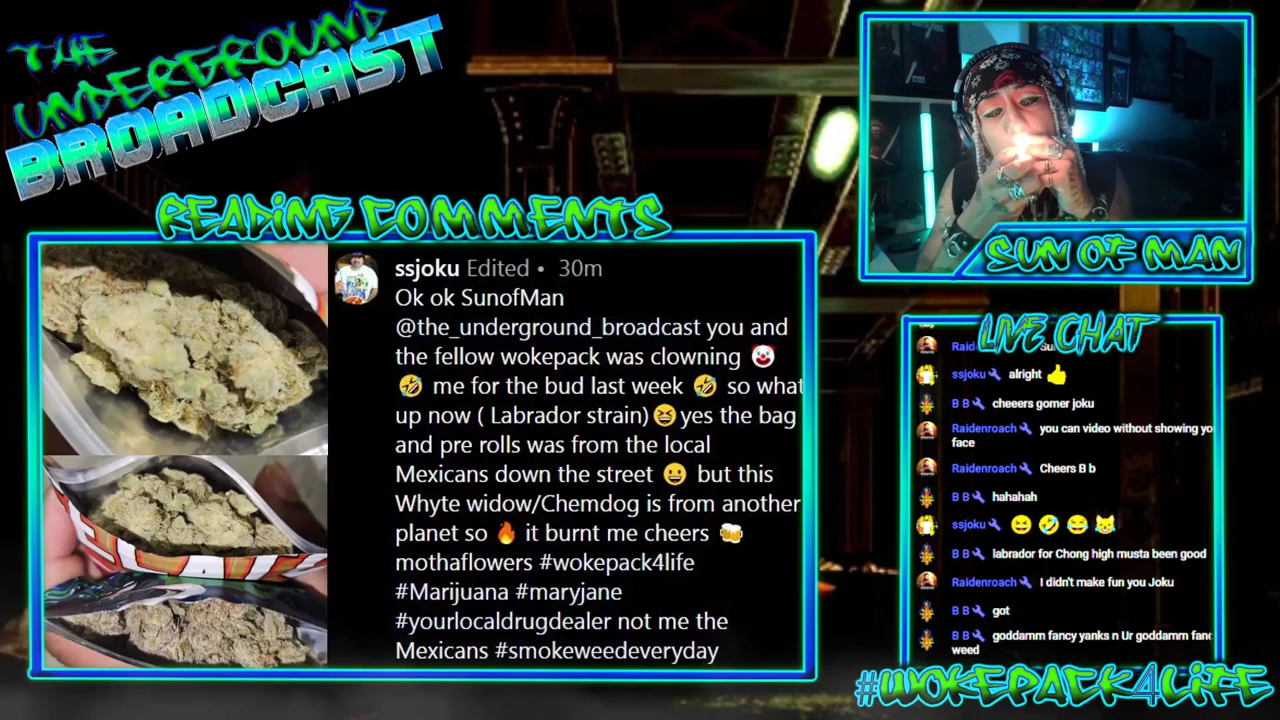 THE
UNDERGROUND
BROADCAST
READING COMMENTS
ssjoku Edited • 30m
Ok ok SunofMan
@the_underground_broadcast you and
the fellow wokepack was clowning 🤡
🤣 me for the bud last week 🤣 so what
up now ( Labrador strain)😆yes the bag
and pre rolls was from the local
Mexicans down the street 😀 but this
Whyte widow/Chemdog is from another
planet so 🔥 it burnt me cheers 🍻
mothaflowers #wokepack4life
#Marijuana #maryjane
#yourlocaldrugdealer not me the
Mexicans #smokeweedeveryday
SUN OF MAN
LIVE CHAT
ssjoku alright 👍
B B cheeers gomer joku
Raidenroach you can video without showing yo
face
Raidenroach Cheers B b
B B hahahah
ssjoku 😆🤣😂😹
B B labrador for Chong high musta been good
Raidenroach I didn't make fun you Joku
B B got
B B goddamm fancy yanks n Ur goddamm fanc
weed
#WOKEPACK4LIFE